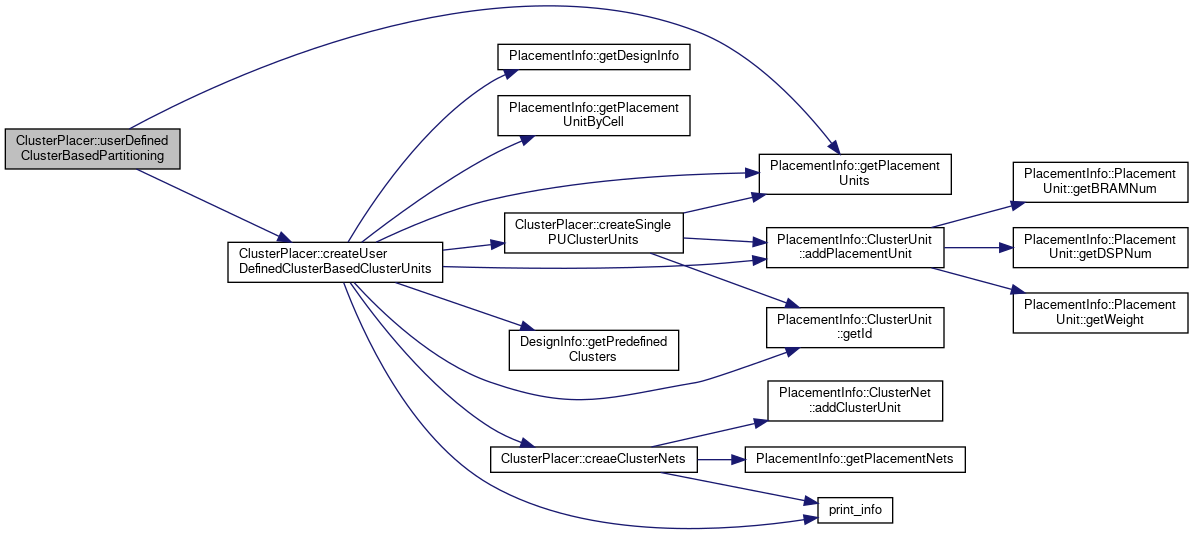 ClusterPlacer::userDefined
ClusterBasedPartitioning
ClusterPlacer::createUser
DefinedClusterBasedClusterUnits
PlacementInfo::getDesignInfo
PlacementInfo::getPlacement
UnitByCell
ClusterPlacer::createSingle
PUClusterUnits
DesignInfo::getPredefined
Clusters
ClusterPlacer::creaeClusterNets
PlacementInfo::getPlacement
Units
PlacementInfo::ClusterUnit
::addPlacementUnit
PlacementInfo::ClusterUnit
::getId
PlacementInfo::ClusterNet
::addClusterUnit
PlacementInfo::getPlacementNets
print_info
PlacementInfo::Placement
Unit::getBRAMNum
PlacementInfo::Placement
Unit::getDSPNum
PlacementInfo::Placement
Unit::getWeight